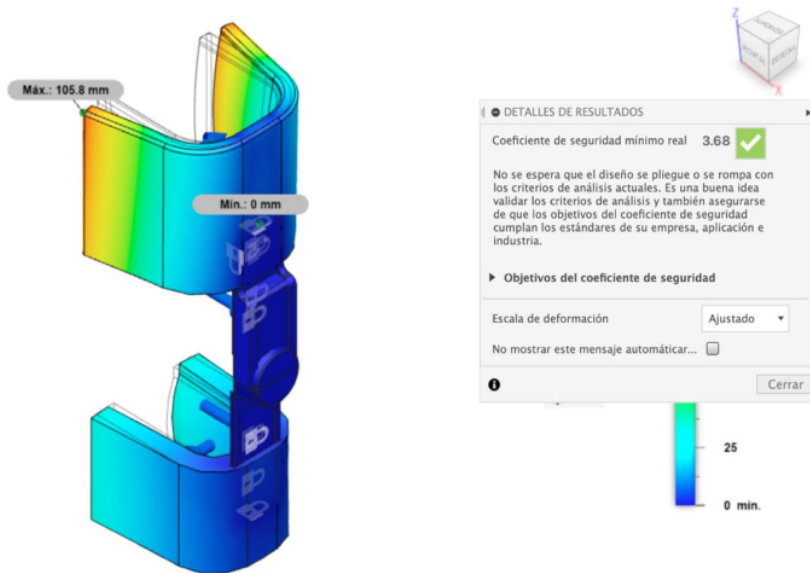 Z
SUPERIOR
FRONTAL
DERECHA
X
Máx.: 105.8 mm
Mín.: 0 mm
DETALLES DE RESULTADOS
Coeficiente de seguridad mínimo real 3.68
No se espera que el diseño se pliegue o se rompa con
los criterios de análisis actuales. Es una buena idea
validar los criterios de análisis y también asegurarse
de que los objetivos del coeficiente de seguridad
cumplan los estándares de su empresa, aplicación e
industria.
Objetivos del coeficiente de seguridad
Escala de deformación Ajustado
No mostrar este mensaje automátícar...
Cerrar
25
0 mín.